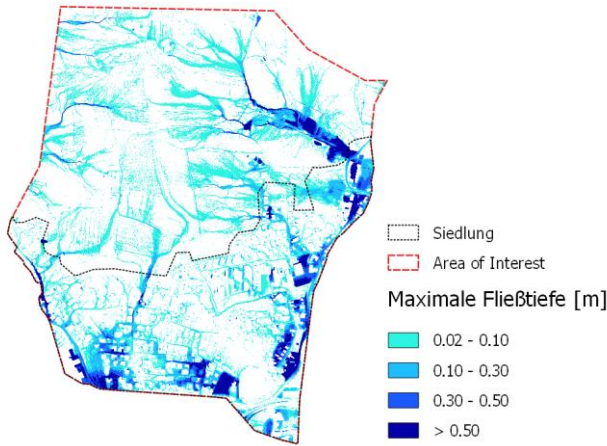 Siedlung
Area of Interest
Maximale Fließtiefe [m]
0.02 - 0.10
0.10 - 0.30
0.30 - 0.50
> 0.50